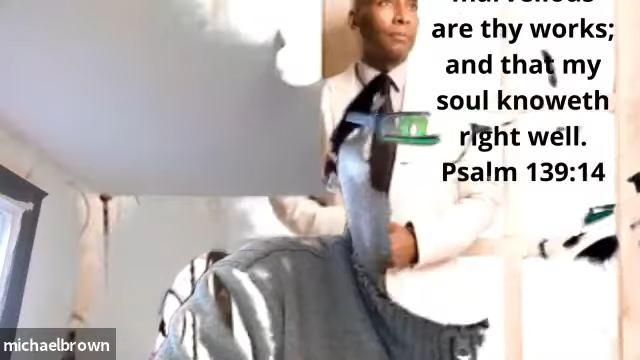 are thy works;
and that my
soul knoweth
right well.
Psalm 139:14
michaelbrown